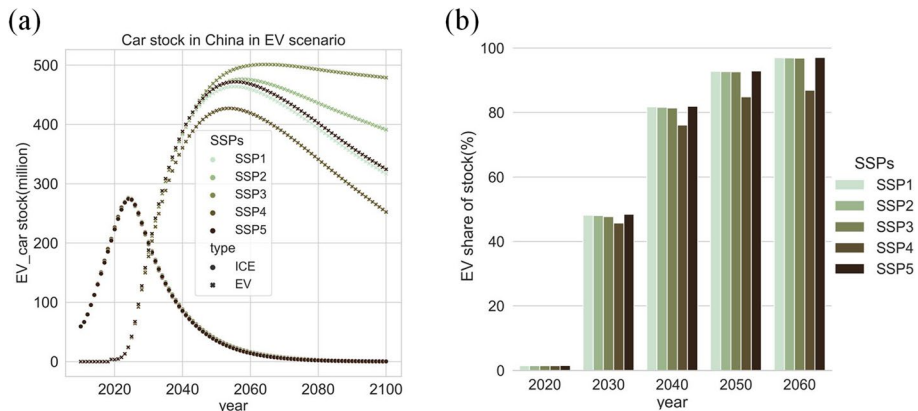 (a)
Car stock in China in EV scenario
EV_car stock(million)
500
400
300
200
100
0
SSPs
SSP1
SSP2
SSP3
SSP4
SSP5
type
ICE
EV
2020
2040
2060
2080
2100
year
(b)
EV share of stock(%)
100
80
60
40
20
0
2020
2030
2040
2050
2060
year
SSPs
SSP1
SSP2
SSP3
SSP4
SSP5